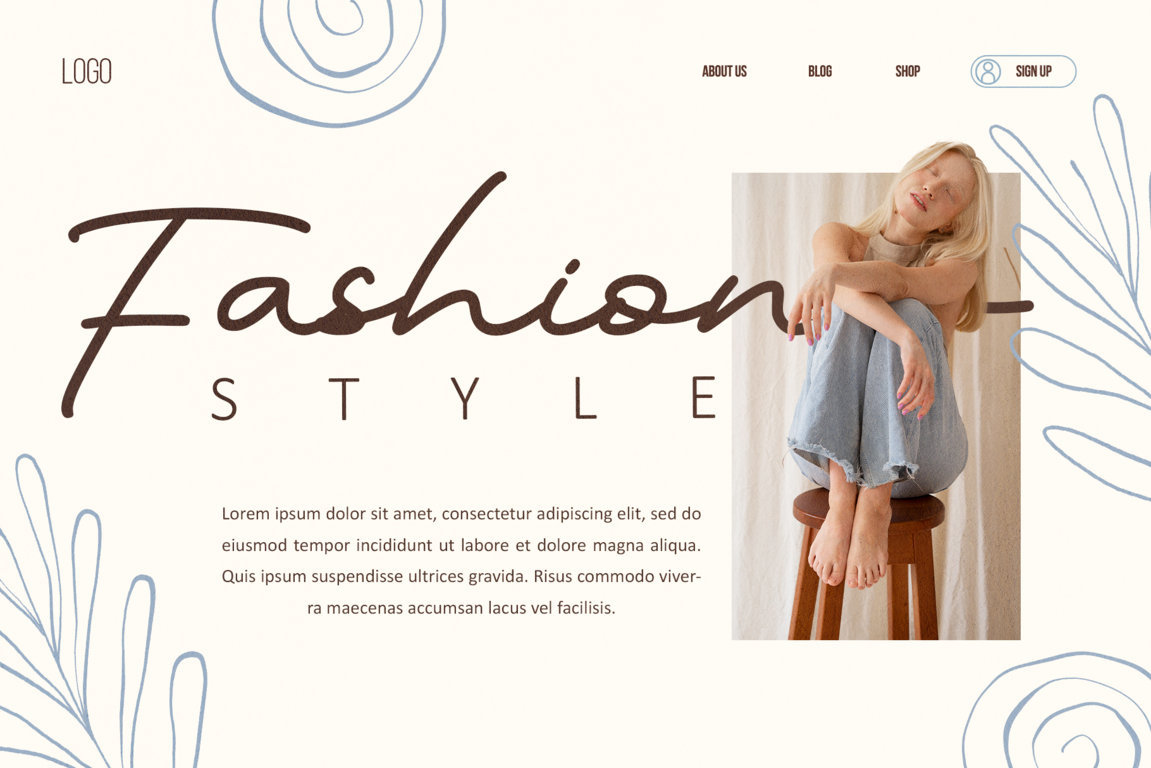 LOGO
ABOUT US
BLOG
SHOP
SIGN UP
Fashion
STYLE
Lorem ipsum dolor sit amet, consectetur adipiscing elit, sed do
eiusmod tempor incididunt ut labore et dolore magna aliqua.
Quis ipsum suspendisse ultrices gravida. Risus commodo viver-
ra maecenas accumsan lacus vel facilisis.